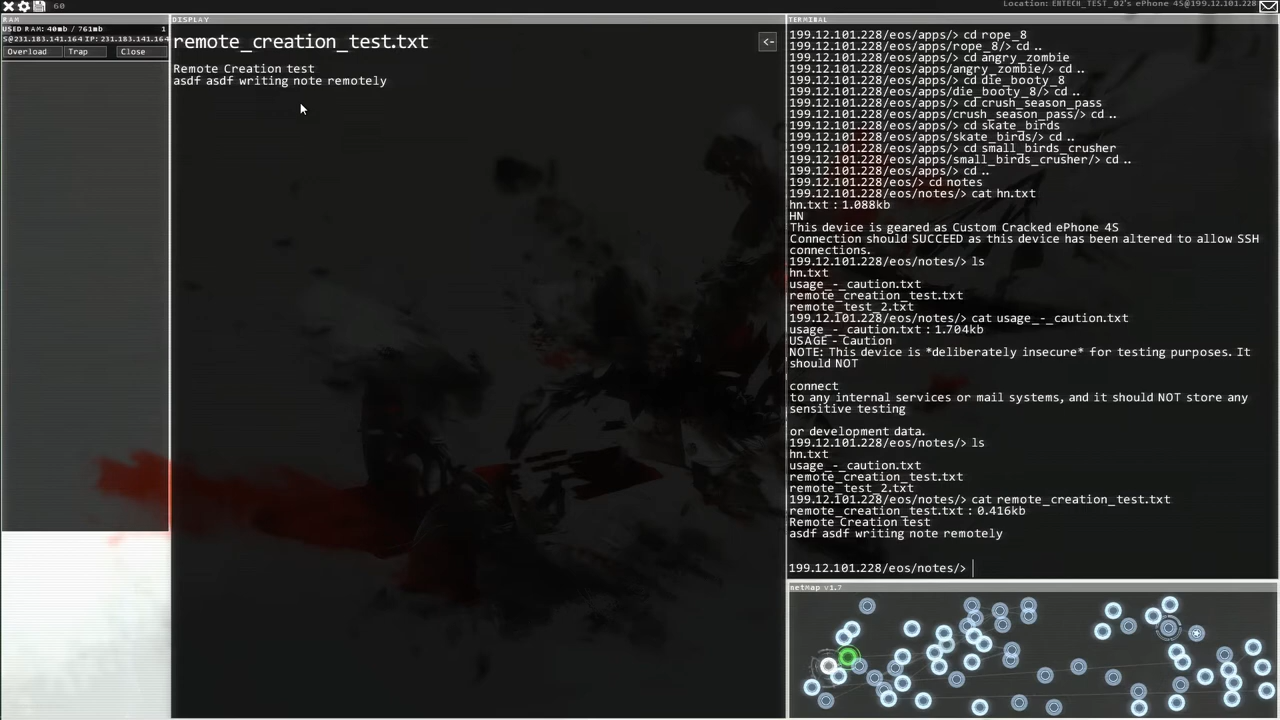 60
Location: ENTECH_TEST_02's ePhone 4S@199.12.101.228
RAM
USED RAM: 40mb / 761mb 1
S@231.183.141.164 IP: 231.183.141.164
Overload Trap Close
DISPLAY
remote_creation_test.txt
<-
Remote Creation test
asdf asdf writing note remotely
TERMINAL
199.12.101.228/eos/apps/> cd rope_8
199.12.101.228/eos/apps/rope_8/> cd ..
199.12.101.228/eos/apps/> cd angry_zombie
199.12.101.228/eos/apps/angry_zombie/> cd ..
199.12.101.228/eos/apps/> cd die_booty_8
199.12.101.228/eos/apps/die_booty_8/> cd ..
199.12.101.228/eos/apps/> cd crush_season_pass
199.12.101.228/eos/apps/crush_season_pass/> cd ..
199.12.101.228/eos/apps/> cd skate_birds
199.12.101.228/eos/apps/skate_birds/> cd ..
199.12.101.228/eos/apps/> cd small_birds_crusher
199.12.101.228/eos/apps/small_birds_crusher/> cd ..
199.12.101.228/eos/apps/> cd ..
199.12.101.228/eos/> cd notes
199.12.101.228/eos/notes/> cat hn.txt
hn.txt : 1.088kb
HN
This device is geared as Custom Cracked ePhone 4S
Connection should SUCCEED as this device has been altered to allow SSH
connections.
199.12.101.228/eos/notes/> ls
hn.txt
usage_-_caution.txt
remote_creation_test.txt
remote_test_2.txt
199.12.101.228/eos/notes/> cat usage_-_caution.txt
usage_-_caution.txt : 1.704kb
USAGE - Caution
NOTE: This device is *deliberately insecure* for testing purposes. It
should NOT
connect
to any internal services or mail systems, and it should NOT store any
sensitive testing
or development data.
199.12.101.228/eos/notes/> ls
hn.txt
usage_-_caution.txt
remote_creation_test.txt
remote_test_2.txt
199.12.101.228/eos/notes/> cat remote_creation_test.txt
remote_creation_test.txt : 0.416kb
Remote Creation test
asdf asdf writing note remotely
199.12.101.228/eos/notes/>
netMap v1.7